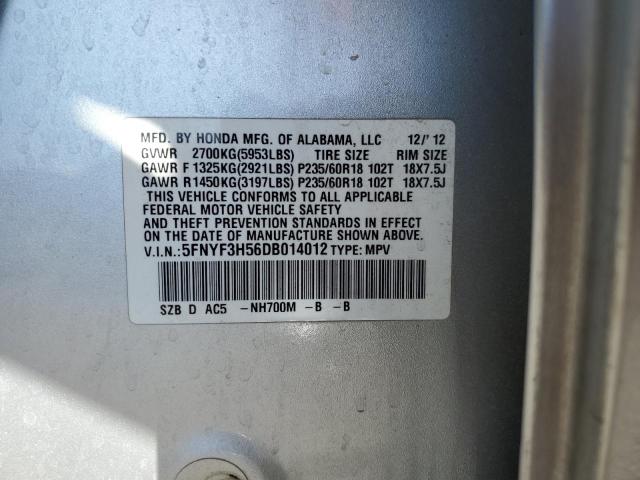 MFD. BY HONDA MFG. OF ALABAMA, LLC 12/'12
GVWR 2700KG(5953LBS) TIRE SIZE RIM SIZE
GAWR F 1325KG(2921LBS) P235/60R18 102T 18X7.5J
GAWR R 1450KG(3197LBS) P235/60R18 102T 18X7.5J
THIS VEHICLE CONFORMS TO ALL APPLICABLE
FEDERAL MOTOR VEHICLE SAFETY
AND THEFT PREVENTION STANDARDS IN EFFECT
ON THE DATE OF MANUFACTURE SHOWN ABOVE.
V.I.N.: 5FNYF3H56DB014012 TYPE: MPV
SZB D AC5 -NH700M -B -B